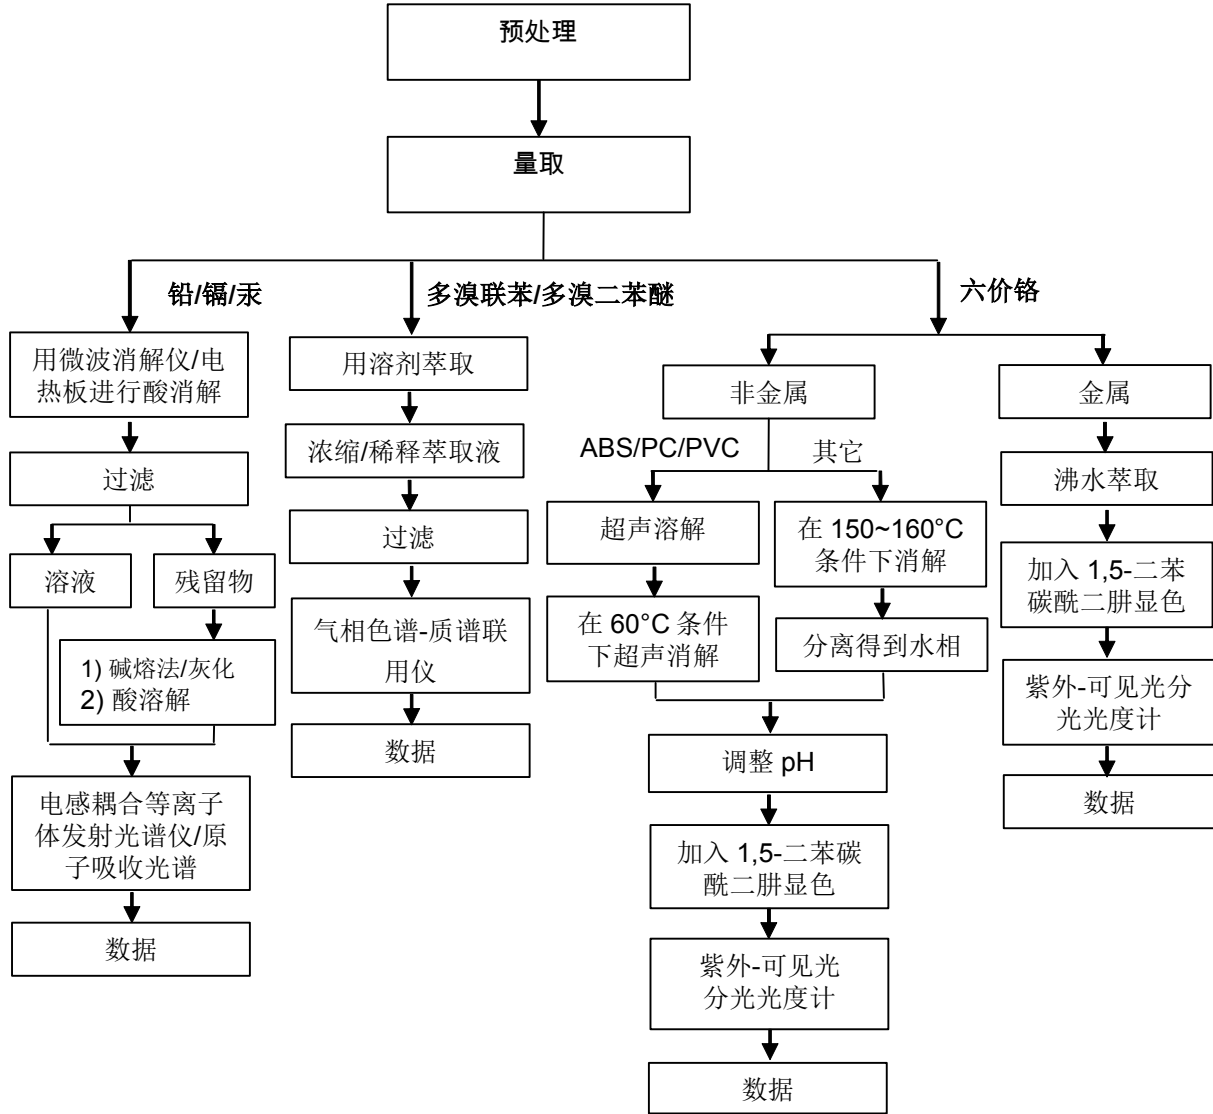 预处理
量取
铅/镉/汞
多溴联苯/多溴二苯醚
六价铬
用微波消解仪/电
热板进行酸消解
过滤
溶液
残留物
1) 碱熔法/灰化
2) 酸溶解
电感耦合等离子
体发射光谱仪/原
子吸收光谱
数据
用溶剂萃取
浓缩/稀释萃取液
过滤
气相色谱-质谱联
用仪
数据
非金属
ABS/PC/PVC
其它
超声溶解
在 60°C 条件
下超声消解
在 150~160°C
条件下消解
分离得到水相
调整 pH
加入 1,5-二苯碳
酰二肼显色
紫外-可见光
分光光度计
数据
金属
沸水萃取
加入 1,5-二苯
碳酰二肼显色
紫外-可见光分
光光度计
数据